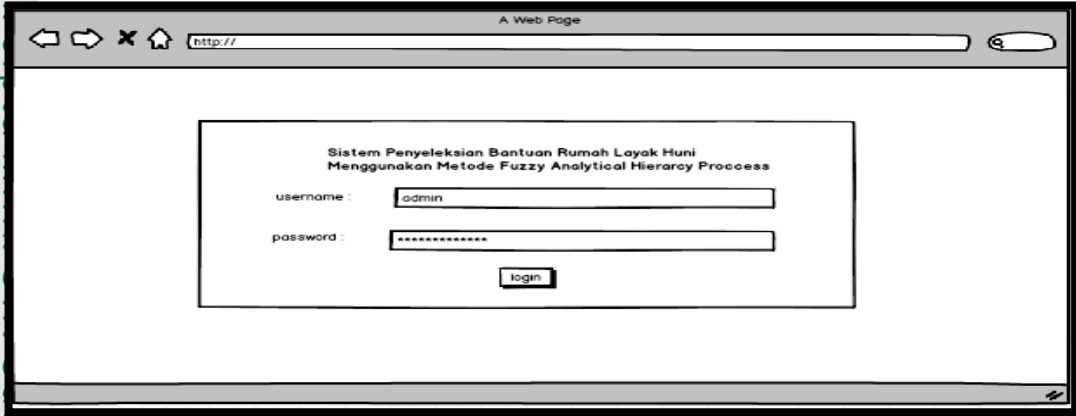 A Web Page
http://
Sistem Penyeleksian Bantuan Rumah Layak Huni
Menggunakan Metode Fuzzy Analytical Hierarcy Proccess
username :
admin
password :
*************
login